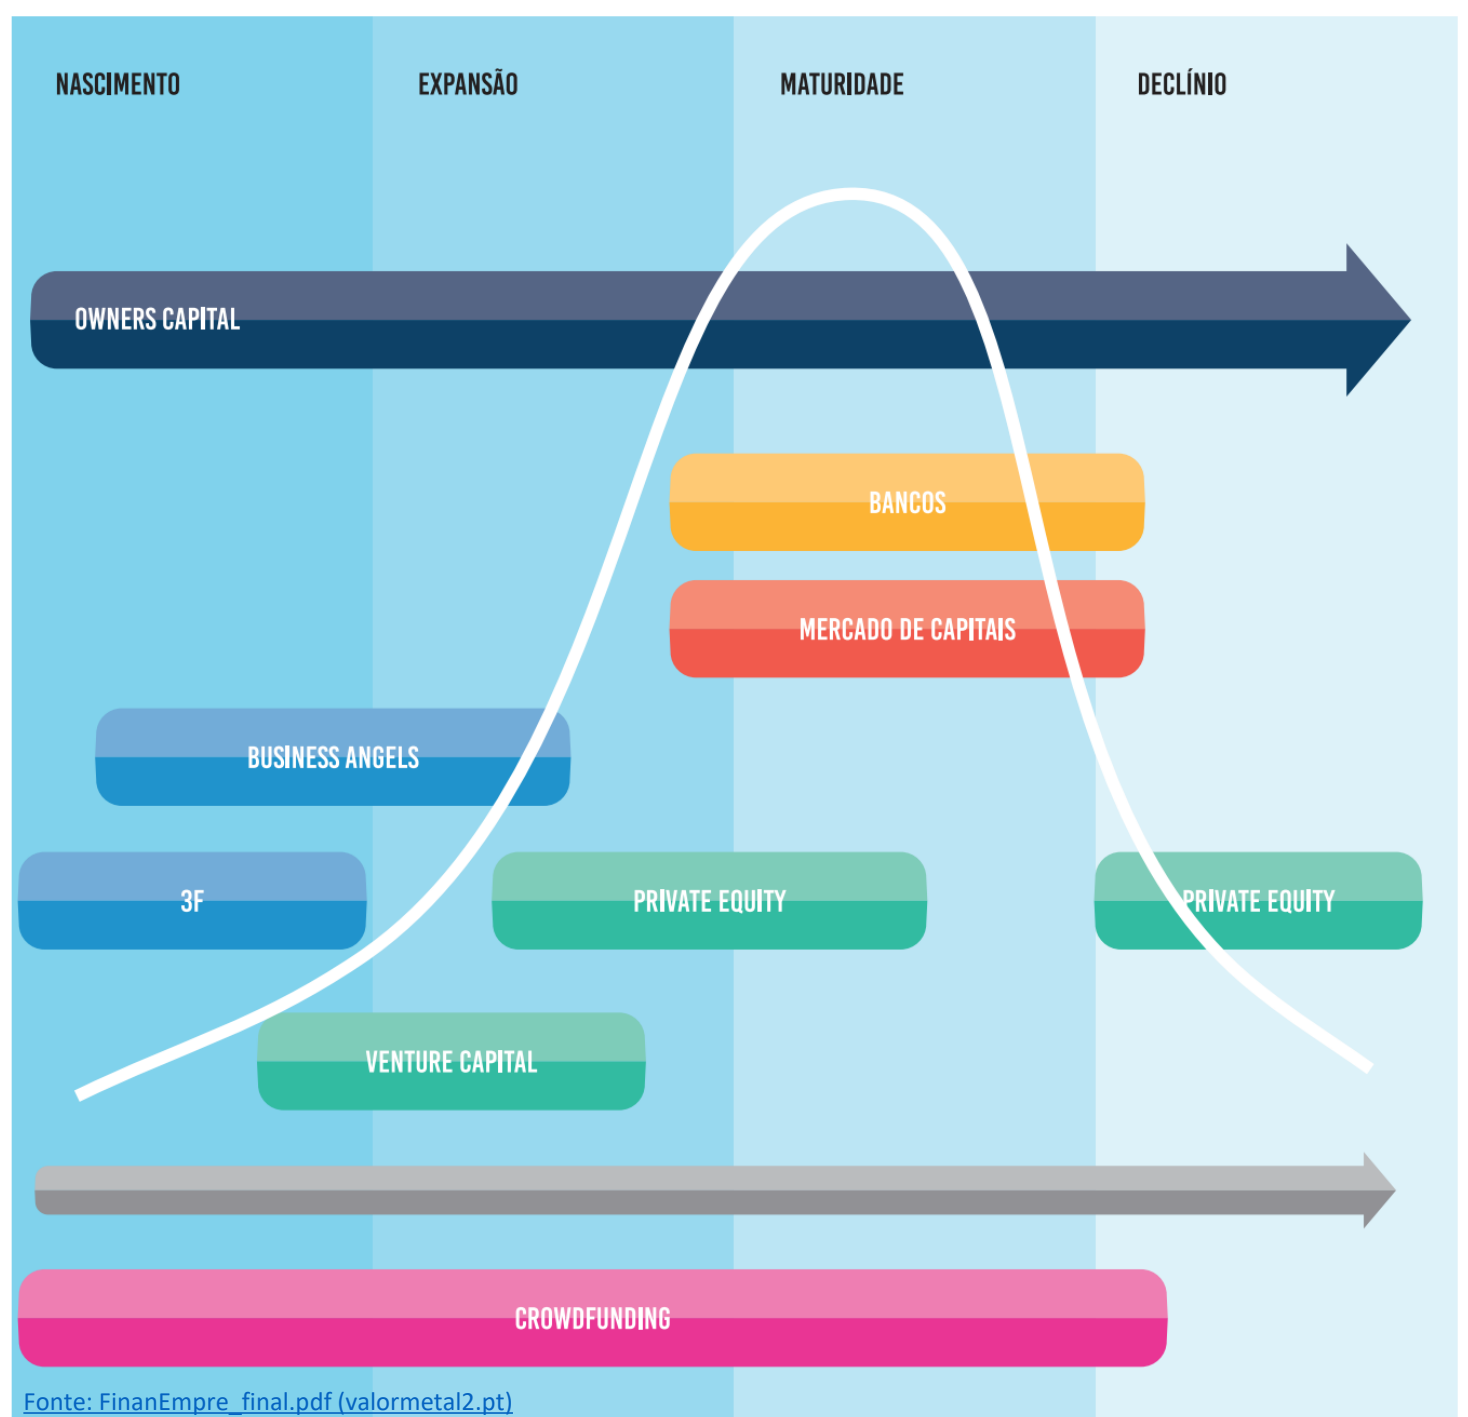 NASCIMENTO
EXPANSÃO
MATURIDADE
DECLÍNIO
OWNERS CAPITAL
BANCOS
MERCADO DE CAPITAIS
BUSINESS ANGELS
3F
PRIVATE EQUITY
PRIVATE EQUITY
VENTURE CAPITAL
CROWDFUNDING
Fonte: FinanEmpre_final.pdf (valormetal2.pt)